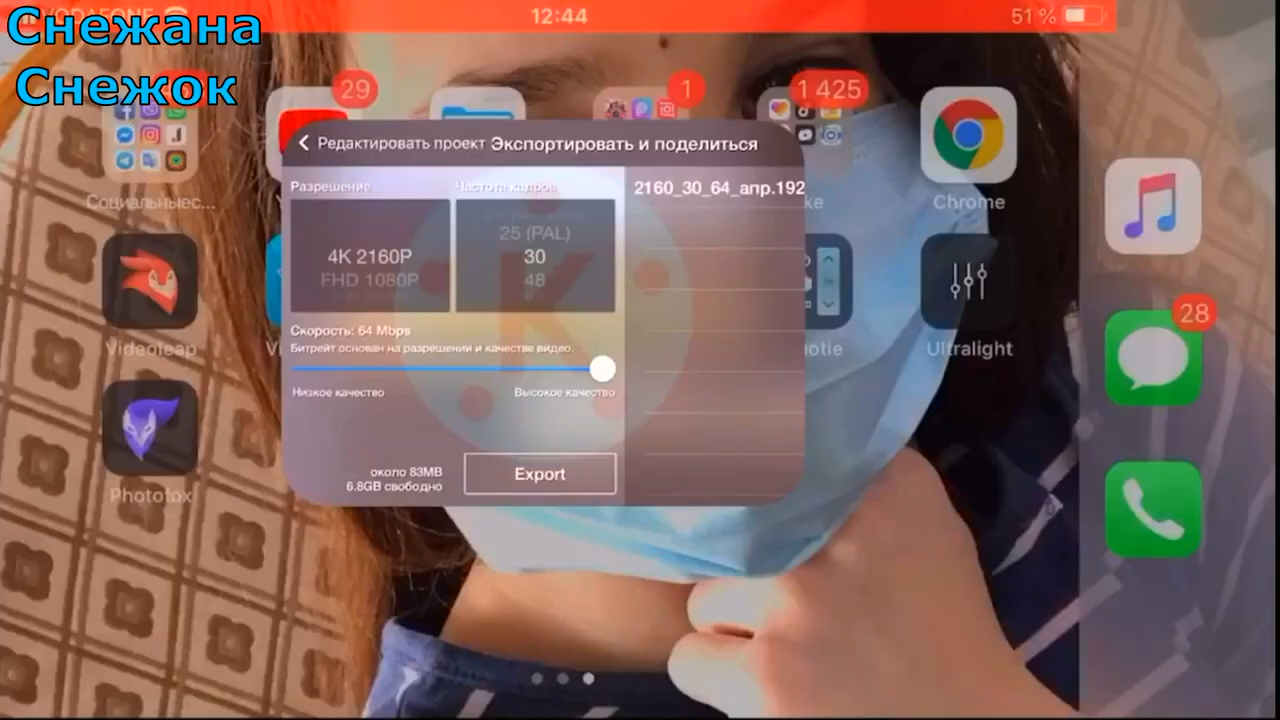 Снежана
Снежок
VODAFONE
12:44
51 %
29
1
1 425
Социальныес...
Chrome
Редактировать проект
Экспортировать и поделиться
Разрешение
Частота кадров
2160_30_64_апр.192
25 (PAL)
4K 2160P
30
FHD 1080P
48
Скорость: 64 Mbps
Битрейт основан на разрешении и качестве видео.
Низкое качество
Высокое качество
около 83MB
6.8GB свободно
Export
Videoleap
Ultralight
28
Photofox
K